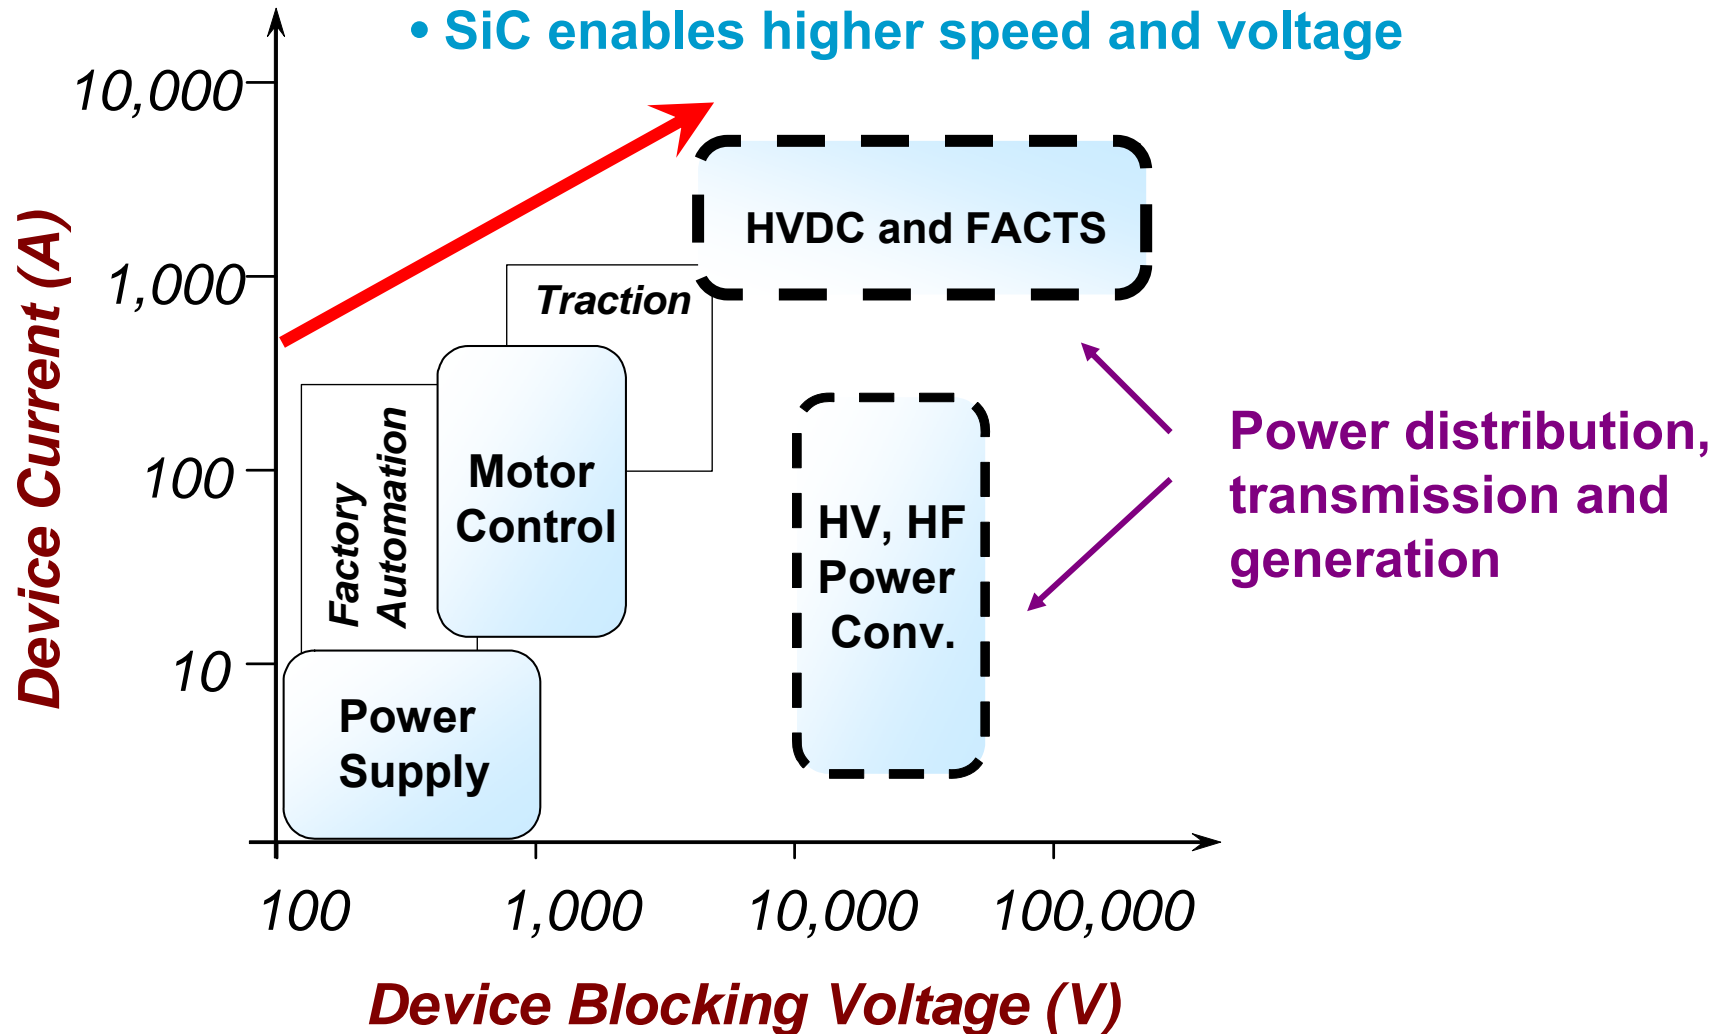 • SiC enables higher speed and voltage
10,000
1,000
100
10
Device Current (A)
HVDC and FACTS
Traction
Factory
Automation
Motor
Control
HV, HF
Power
Conv.
Power
Supply
Power distribution,
transmission and
generation
100
1,000
10,000
100,000
Device Blocking Voltage (V)